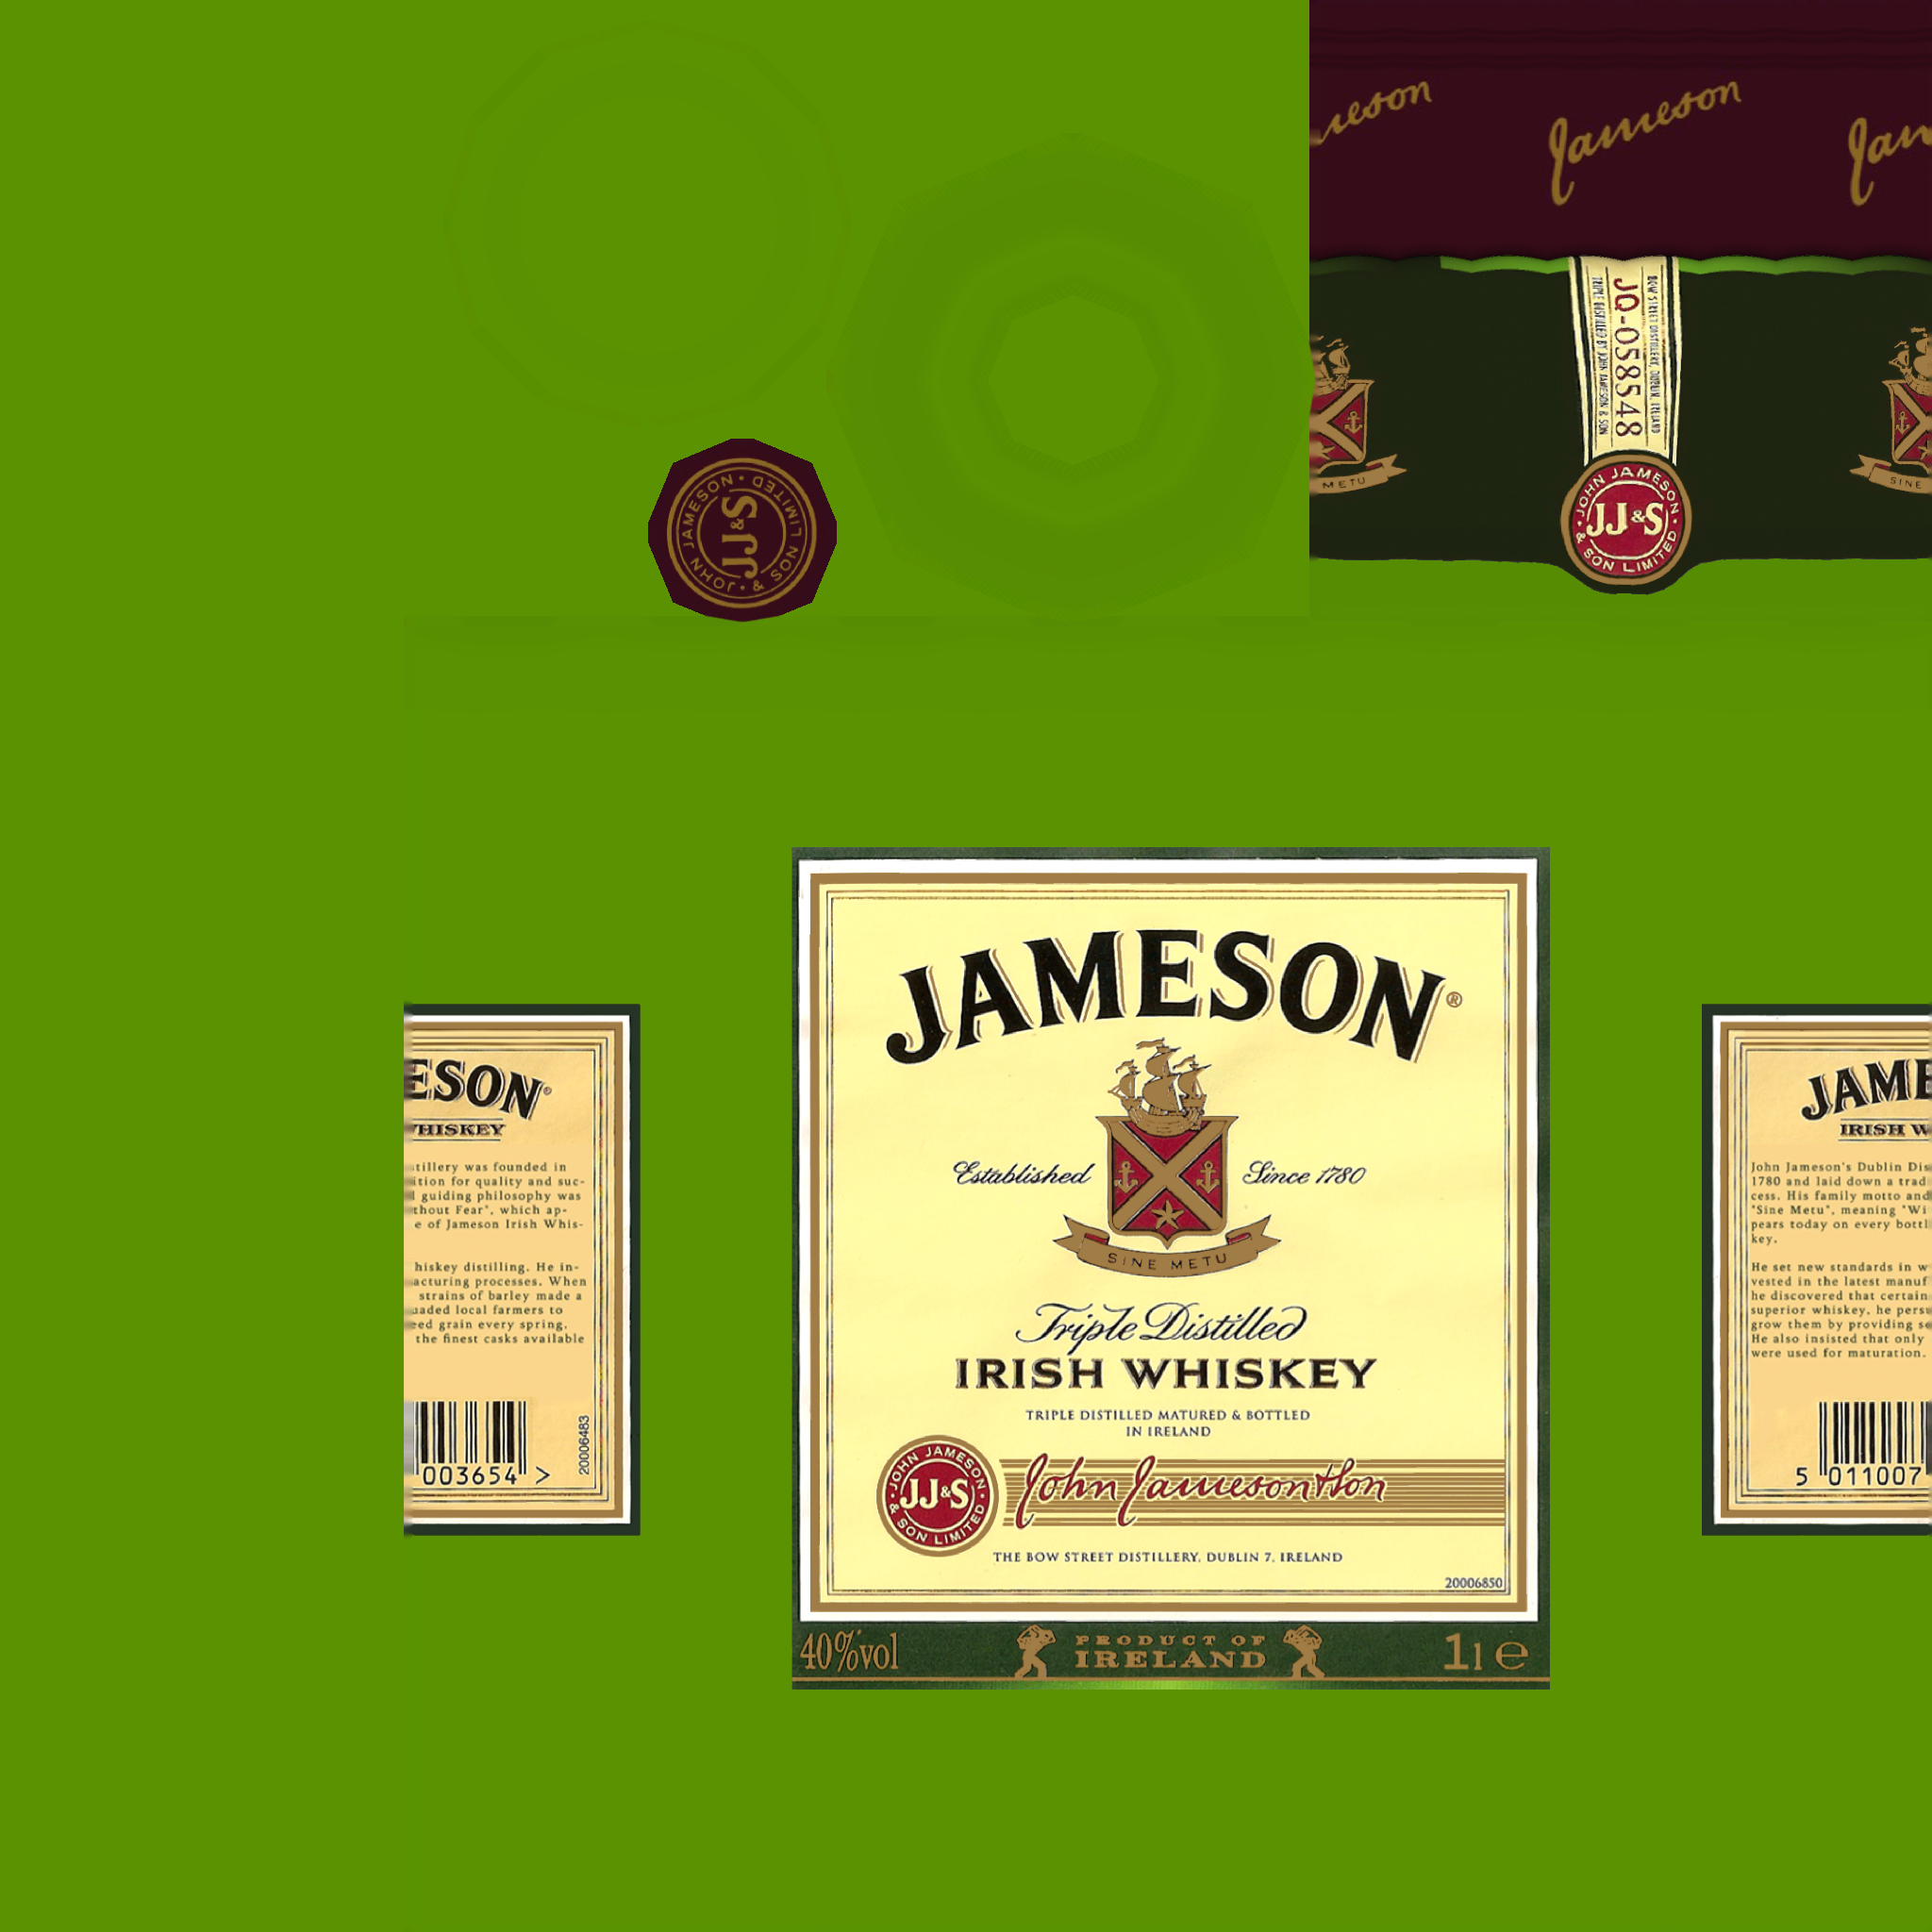 Jameson
BOW STREET DISTILLERY, DUBLIN, IRELAND
JQ-058548
TRIPLE DISTILLED BY JOHN JAMESON & SON
METU
SINE
JOHN JAMESON
JJ&S
& SON LIMITED
JOHN JAMESON
JJ&S
& SON LIMITED
JAMESON®
Established Since 1780
SINE METU
Triple Distilled
IRISH WHISKEY
TRIPLE DISTILLED MATURED & BOTTLED
IN IRELAND
JOHN JAMESON
JJ&S
& SON LIMITED
John Jameson & Son
THE BOW STREET DISTILLERY, DUBLIN 7, IRELAND
20006850
40%vol PRODUCT OF IRELAND 1l e
ESON®
WHISKEY
tillery was founded in
ition for quality and suc-
guiding philosophy was
thout Fear", which ap-
e of Jameson Irish Whis-
hiskey distilling. He in-
acturing processes. When
strains of barley made a
uaded local farmers to
eed grain every spring.
the finest casks available
20006483
003654 >
JAME
IRISH W
John Jameson's Dublin Dis
1780 and laid down a trad
cess. His family motto and
"Sine Metu", meaning "Wi
pears today on every bottl
key.
He set new standards in w
vested in the latest manuf
he discovered that certain
superior whiskey, he persu
grow them by providing se
He also insisted that only
were used for maturation.
5 011007